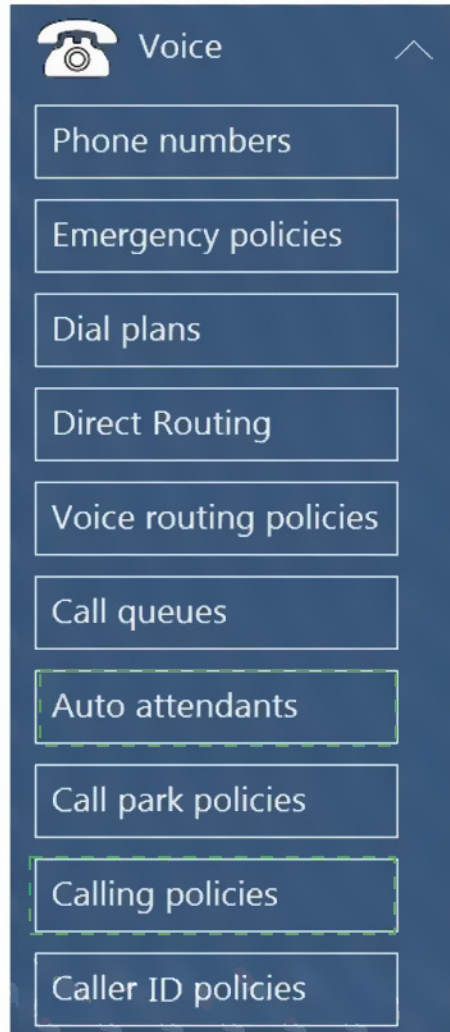 Voice
Phone numbers
Emergency policies
Dial plans
Direct Routing
Voice routing policies
Call queues
Auto attendants
Call park policies
Calling policies
Caller ID policies